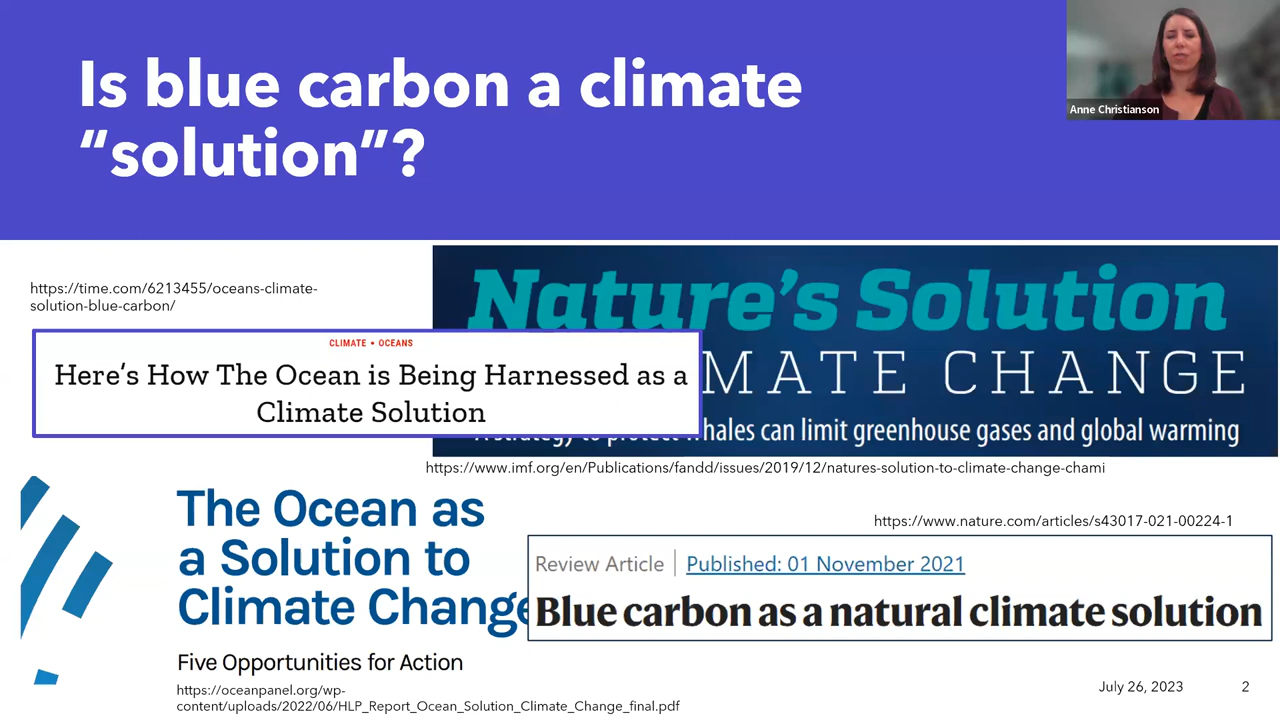 Is blue carbon a climate
“solution”?
Anne Christianson
https://time.com/6213455/oceans-climate-
solution-blue-carbon/
Nature’s Solution
MATE CHANGE
CLIMATE • OCEANS
Here’s How The Ocean is Being Harnessed as a
Climate Solution
A strategy to protect whales can limit greenhouse gases and global warming
https://www.imf.org/en/Publications/fandd/issues/2019/12/natures-solution-to-climate-change-chami
The Ocean as
a Solution to
Climate Change
Five Opportunities for Action
https://oceanpanel.org/wp-
content/uploads/2022/06/HLP_Report_Ocean_Solution_Climate_Change_final.pdf
https://www.nature.com/articles/s43017-021-00224-1
Review Article | Published: 01 November 2021
Blue carbon as a natural climate solution
July 26, 2023 2